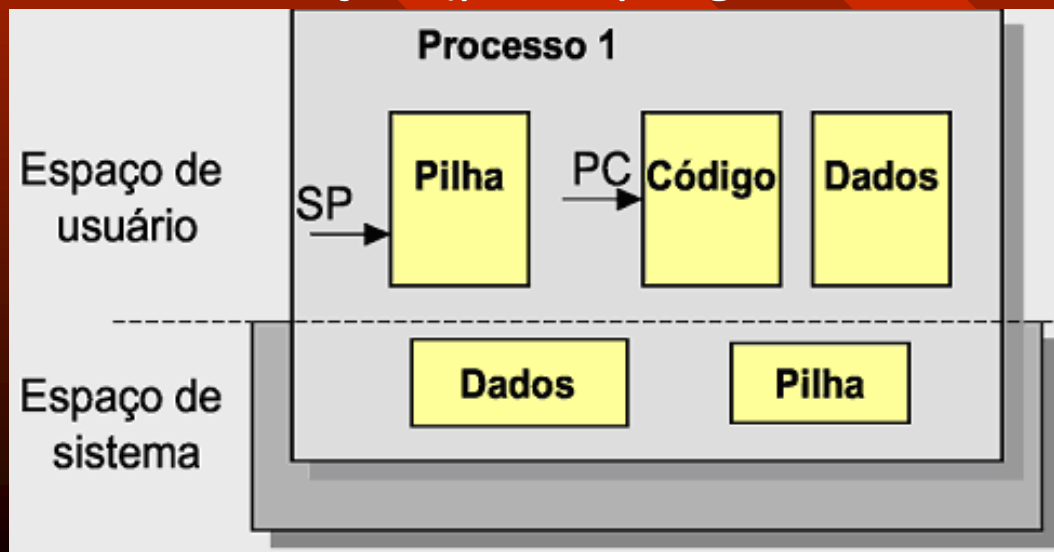 Processo 1
Espaço de
usuário
SP
Pilha
PC
Código
Dados
Espaço de
sistema
Dados
Pilha